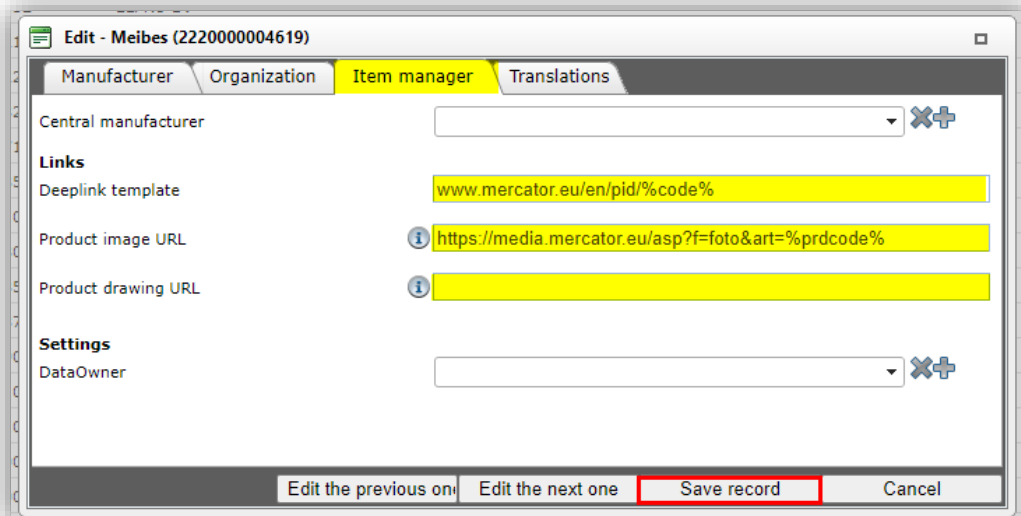 Edit - Meibes (2220000004619)
Manufacturer Organization Item manager Translations
Central manufacturer
Links
Deeplink template www.mercator.eu/en/pid/%code%
Product image URL https://media.mercator.eu/asp?f=foto&art=%prdcode%
Product drawing URL
Settings
DataOwner
Edit the previous on Edit the next one Save record Cancel